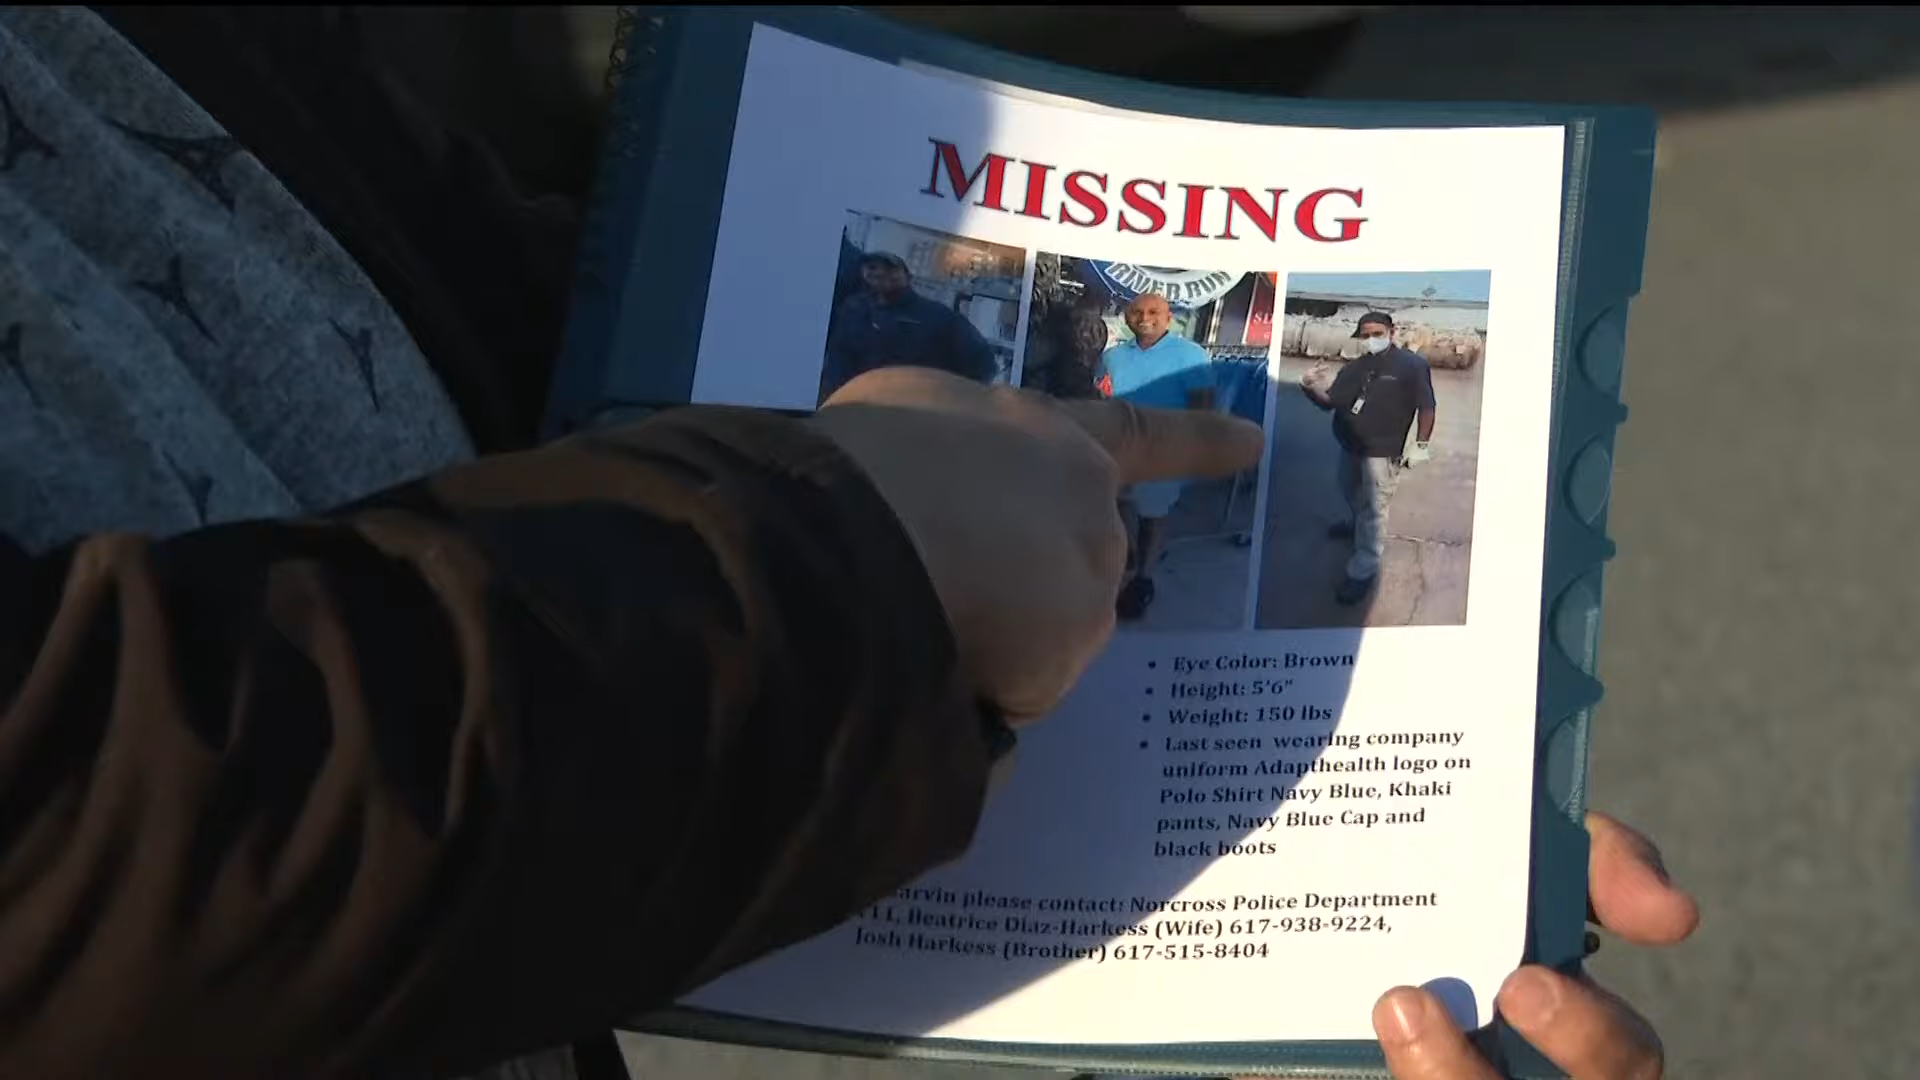 MISSING
RIVER RUN
Eye Color: Brown
Height: 5'6"
Weight: 150 lbs
Last seen wearing company
uniform Adapthealth logo on
Polo Shirt Navy Blue, Khaki
pants, Navy Blue Cap and
black boots
arvin please contact: Norcross Police Department
Beatrice Diaz-Harkess (Wife) 617-938-9224,
Josh Harkess (Brother) 617-515-8404